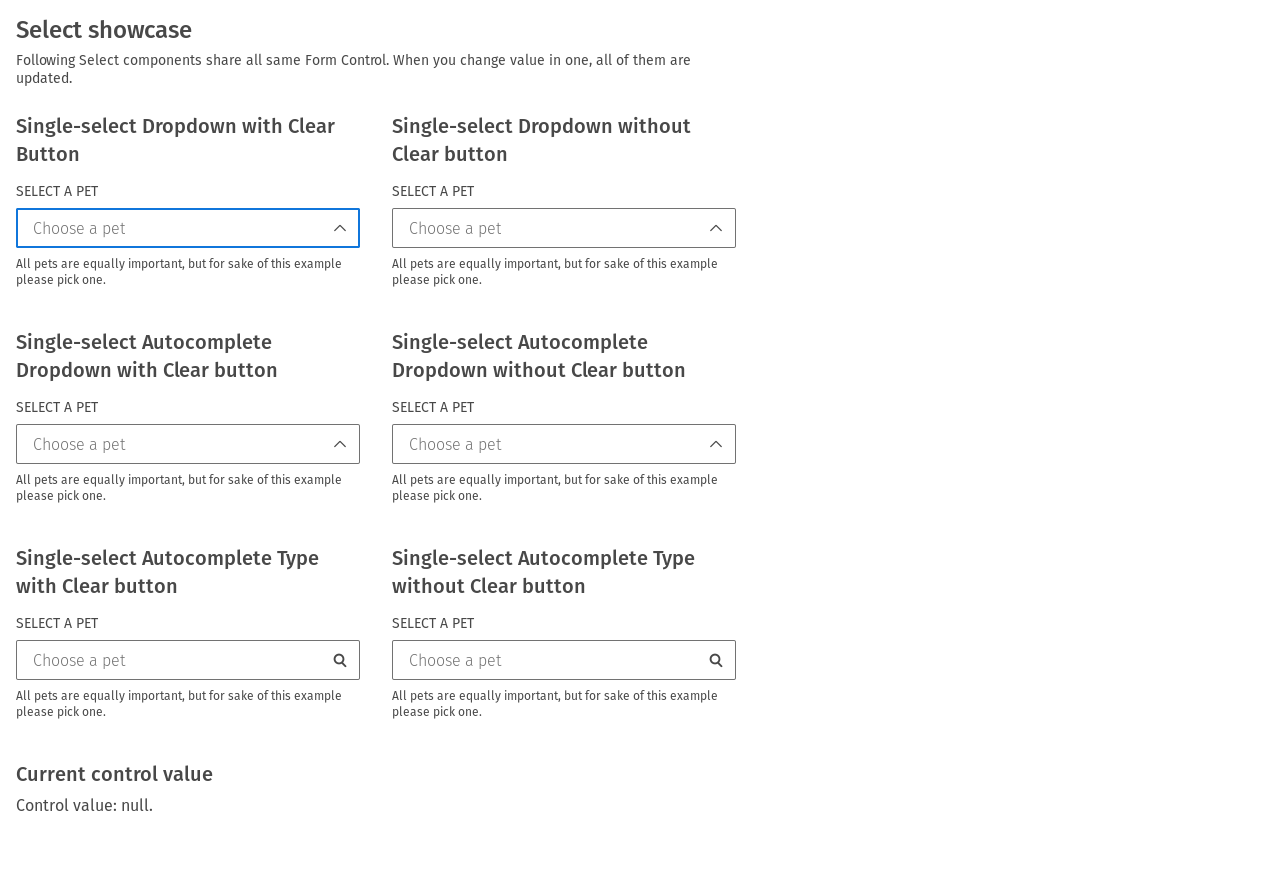 Select showcase
Following Select components share all same Form Control. When you change value in one, all of them are
updated.
Single-select Dropdown with Clear
Button
SELECT A PET
Choose a pet
All pets are equally important, but for sake of this example
please pick one.
Single-select Dropdown without
Clear button
SELECT A PET
Choose a pet
All pets are equally important, but for sake of this example
please pick one.
Single-select Autocomplete
Dropdown with Clear button
SELECT A PET
Choose a pet
All pets are equally important, but for sake of this example
please pick one.
Single-select Autocomplete
Dropdown without Clear button
SELECT A PET
Choose a pet
All pets are equally important, but for sake of this example
please pick one.
Single-select Autocomplete Type
with Clear button
SELECT A PET
Choose a pet
All pets are equally important, but for sake of this example
please pick one.
Single-select Autocomplete Type
without Clear button
SELECT A PET
Choose a pet
All pets are equally important, but for sake of this example
please pick one.
Current control value
Control value: null.